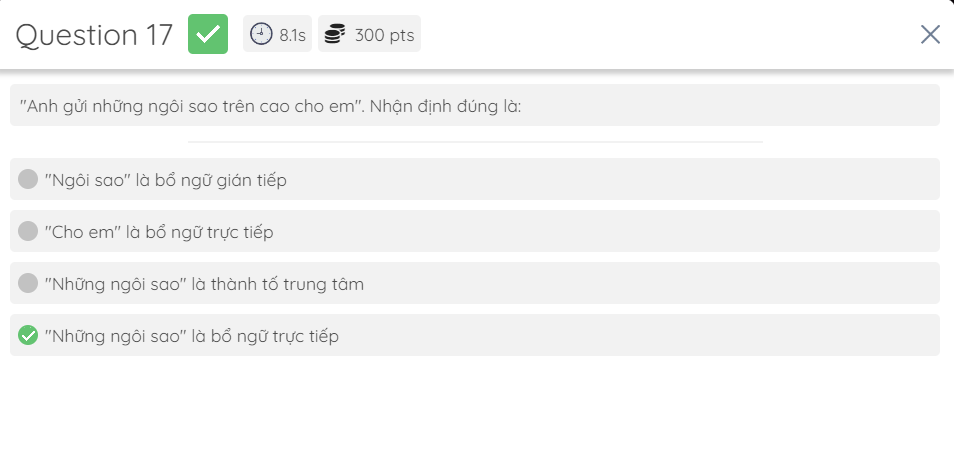 Question 17
8.1s
300 pts
"Anh gửi những ngôi sao trên cao cho em". Nhận định đúng là:
"Ngôi sao" là bổ ngữ gián tiếp
"Cho em" là bổ ngữ trực tiếp
"Những ngôi sao" là thành tố trung tâm
"Những ngôi sao" là bổ ngữ trực tiếp